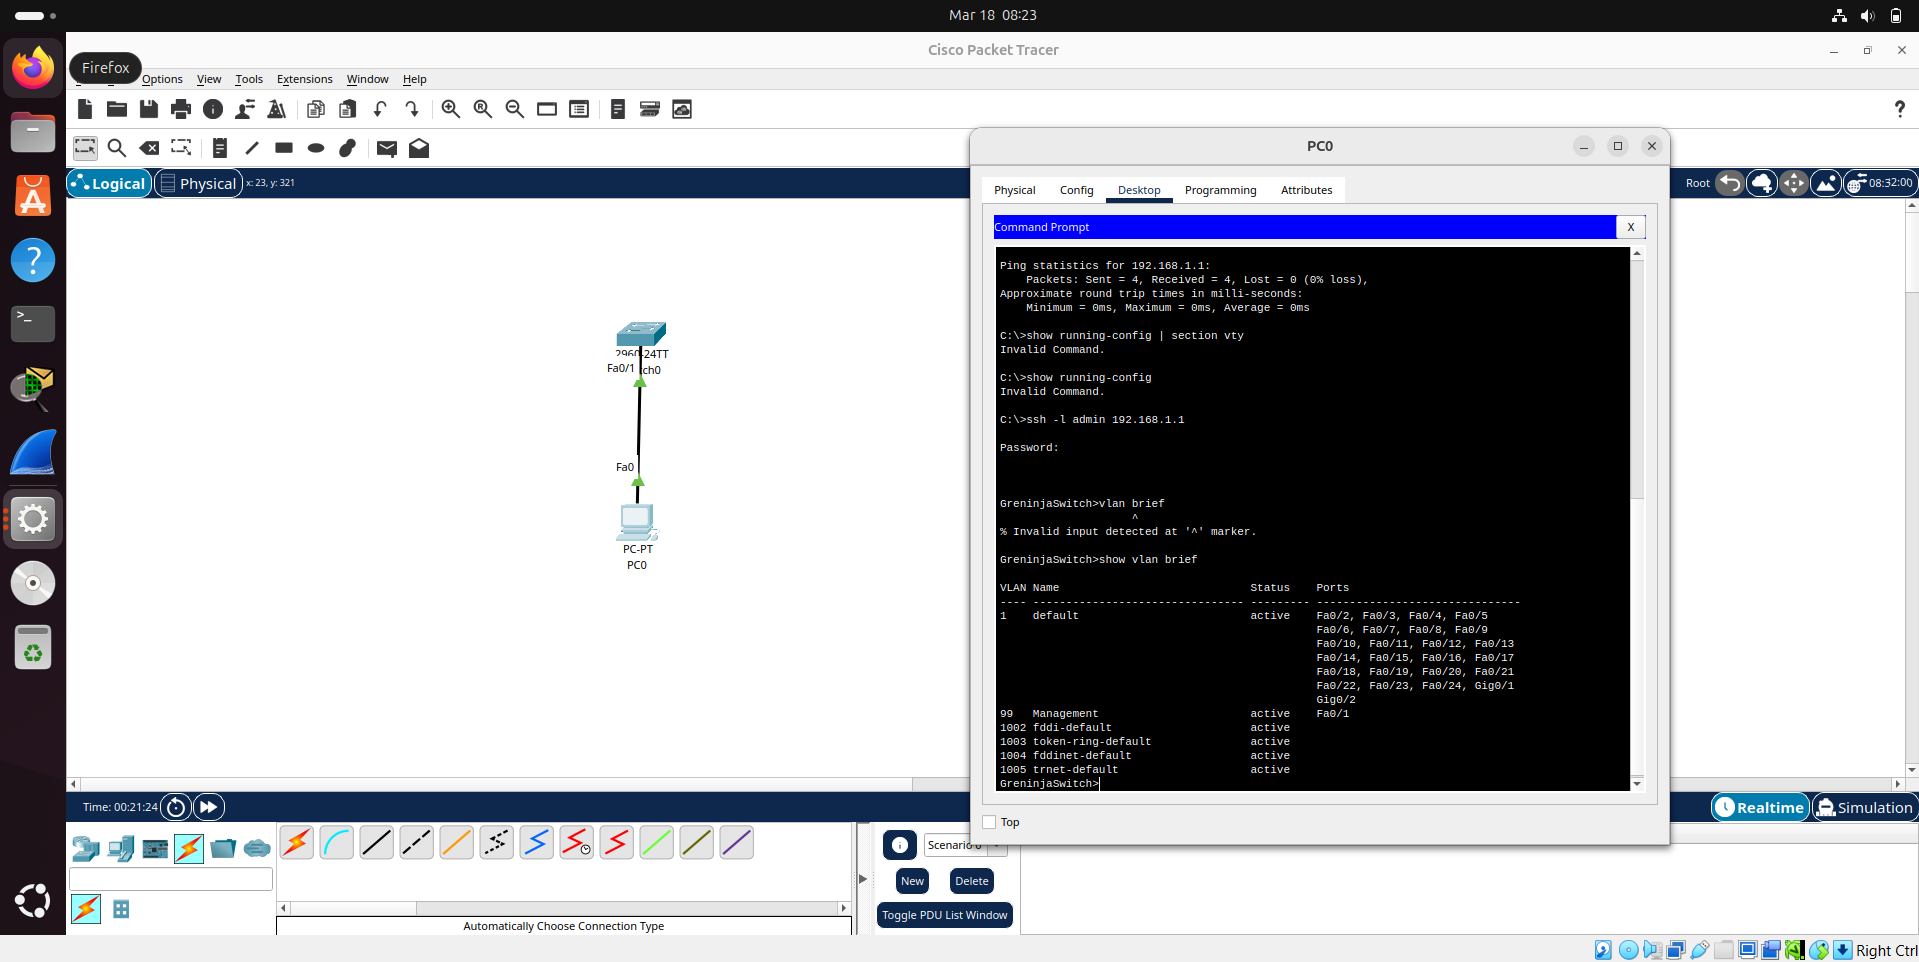 Mar 18  08:23
Cisco Packet Tracer
Firefox
Options View Tools Extensions Window Help
Logical Physical x: 23, y: 321
Root 08:32:00
2960-24TT
Fa0/1 ch0
Fa0
PC-PT
PC0
PC0
Physical Config Desktop Programming Attributes
Command Prompt X
Ping statistics for 192.168.1.1:
    Packets: Sent = 4, Received = 4, Lost = 0 (0% loss),
Approximate round trip times in milli-seconds:
    Minimum = 0ms, Maximum = 0ms, Average = 0ms
C:\>show running-config | section vty
Invalid Command.
C:\>show running-config
Invalid Command.
C:\>ssh -l admin 192.168.1.1
Password:
GreninjaSwitch>vlan brief
^
% Invalid input detected at '^' marker.
GreninjaSwitch>show vlan brief
VLAN Name                             Status    Ports
---- -------------------------------- --------- -------------------------------
1    default                          active    Fa0/2, Fa0/3, Fa0/4, Fa0/5
Fa0/6, Fa0/7, Fa0/8, Fa0/9
Fa0/10, Fa0/11, Fa0/12, Fa0/13
Fa0/14, Fa0/15, Fa0/16, Fa0/17
Fa0/18, Fa0/19, Fa0/20, Fa0/21
Fa0/22, Fa0/23, Fa0/24, Gig0/1
Gig0/2
99   Management                       active    Fa0/1
1002 fddi-default                     active
1003 token-ring-default               active
1004 fddinet-default                  active
1005 trnet-default                    active
GreninjaSwitch>
Top
Time: 00:21:24
Realtime Simulation
Scenario 0
New Delete
Toggle PDU List Window
Automatically Choose Connection Type
Right Ctrl